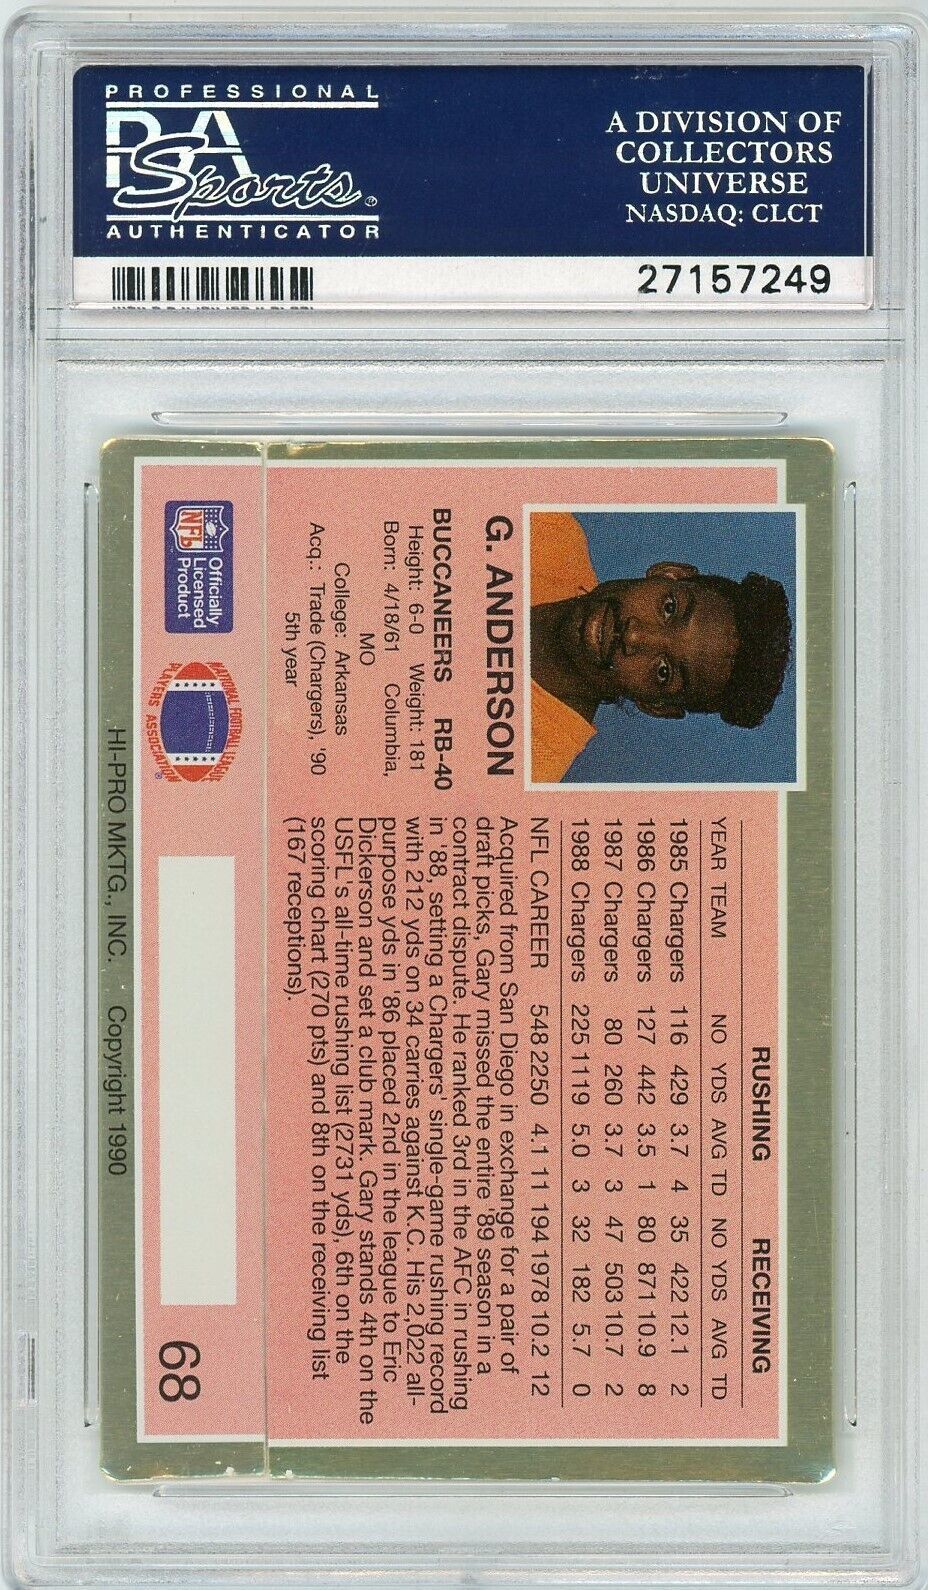 PROFESSIONAL
PSA
Sports®
AUTHENTICATOR
A DIVISION OF
COLLECTORS
UNIVERSE
NASDAQ: CLCT
27157249
G. ANDERSON
BUCCANEERS RB-40
Height: 6-0 Weight: 181
Born: 4/18/61 Columbia,
MO
College: Arkansas
Acq.: Trade (Chargers), '90
5th year
RUSHING RECEIVING
YEAR TEAM NO YDS AVG TD NO YDS AVG TD
1985 Chargers 116 429 3.7 4 35 422 12.1 2
1986 Chargers 127 442 3.5 1 80 871 10.9 8
1987 Chargers 80 260 3.7 3 47 503 10.7 2
1988 Chargers 225 1119 5.0 3 32 182 5.7 0
NFL CAREER 548 2250 4.1 11 194 1978 10.2 12
Acquired from San Diego in exchange for a pair of
draft picks, Gary missed the entire '89 season in a
contract dispute. He ranked 3rd in the AFC in rushing
in '88, setting a Chargers' single-game rushing record
with 212 yds on 34 carries against K.C. His 2,022 all-
purpose yds in '86 placed 2nd in the league to Eric
Dickerson and set a club mark. Gary stands 4th on the
USFL's all-time rushing list (2731 yds), 6th on the
scoring chart (270 pts) and 8th on the receiving list
(167 receptions).
NFL
Officially
Licensed
Product
NATIONAL FOOTBALL LEAGUE
PLAYERS ASSOCIATION®
68
HI-PRO MKTG., INC. Copyright 1990